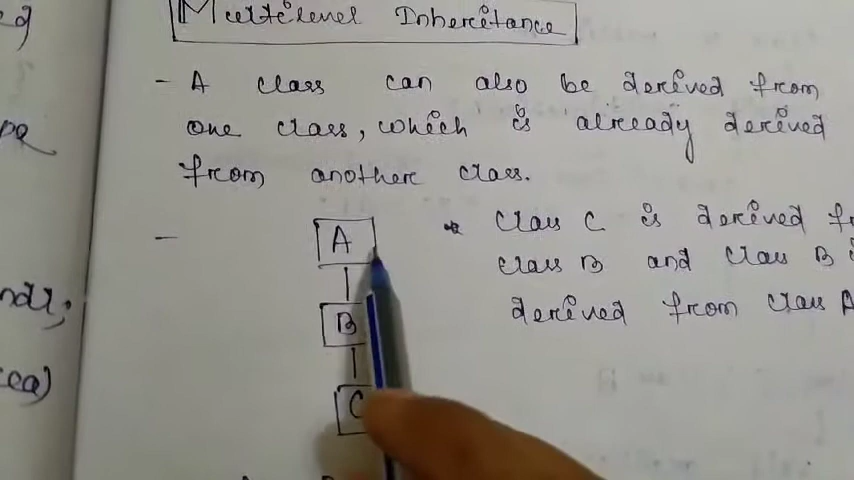 Multilevel Inheritance
- A class can also be derived from
one class, which is already derived
from another class.
-
A
B
C
* Class C is derived
class B and class B
derived from class A